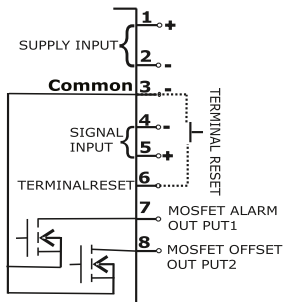 1 +
SUPPLY INPUT
2 -
Common 3 -
4 -
SIGNAL
INPUT
5 +
TERMINALRESET 6
TERMINAL RESET
7 MOSFET ALARM
OUT PUT1
8 MOSFET OFFSET
OUT PUT2